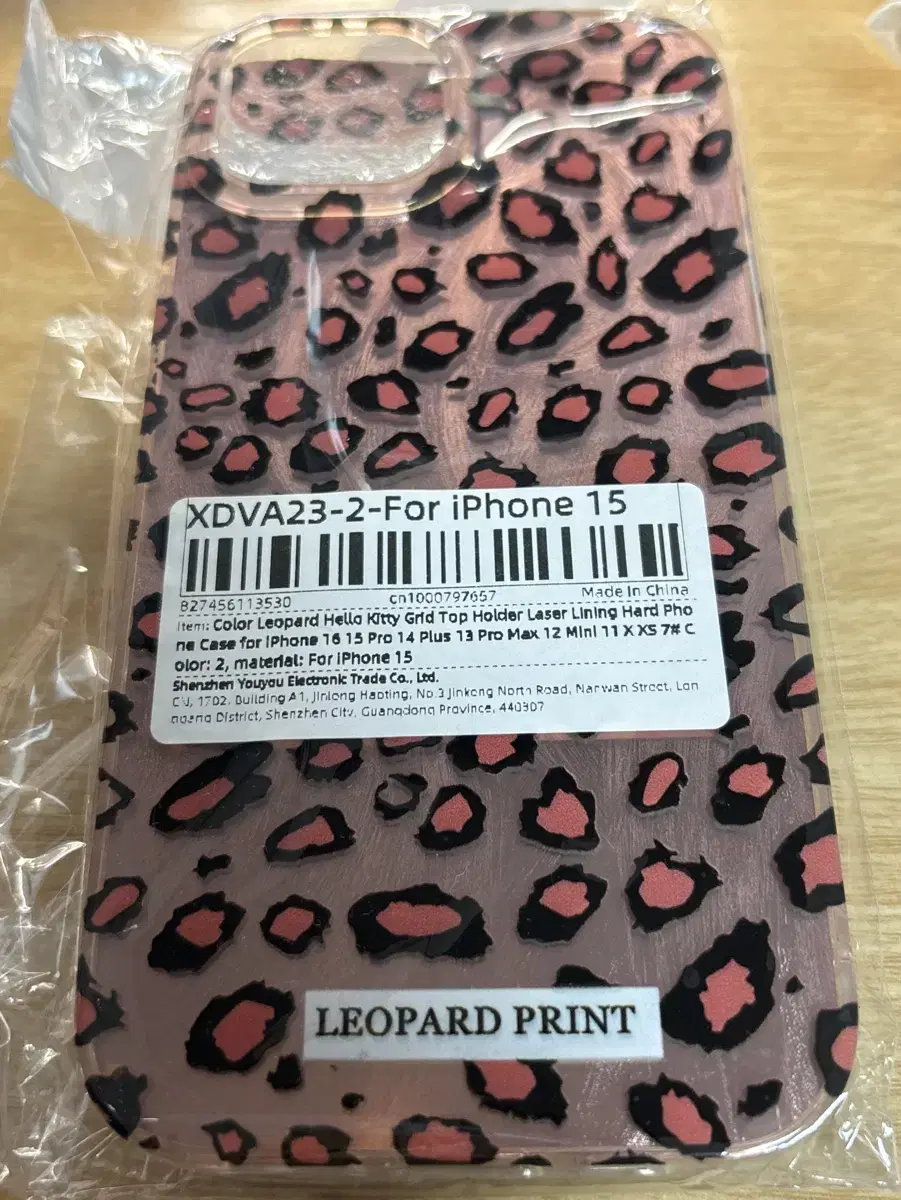 XDVA23-2-For iPhone 15
B27456113530 cn1000797657 Made in China
Item: Color Leopard Hello Kitty Grid Top Holder Laser Lining Hard Pho
ne Case for iPhone 16 15 Pro 14 Plus 13 Pro Max 12 Mini 11 X XS 7# C
olor: 2, material: For iPhone 15
Shenzhen Youyou Electronic Trade Co., Ltd.
1702, Building A1, Jinlong Haoting, No.3 Jinkeng North Road, Nanwan Street, Lon
ggang District, Shenzhen City, Guangdong Province, 440307
LEOPARD PRINT